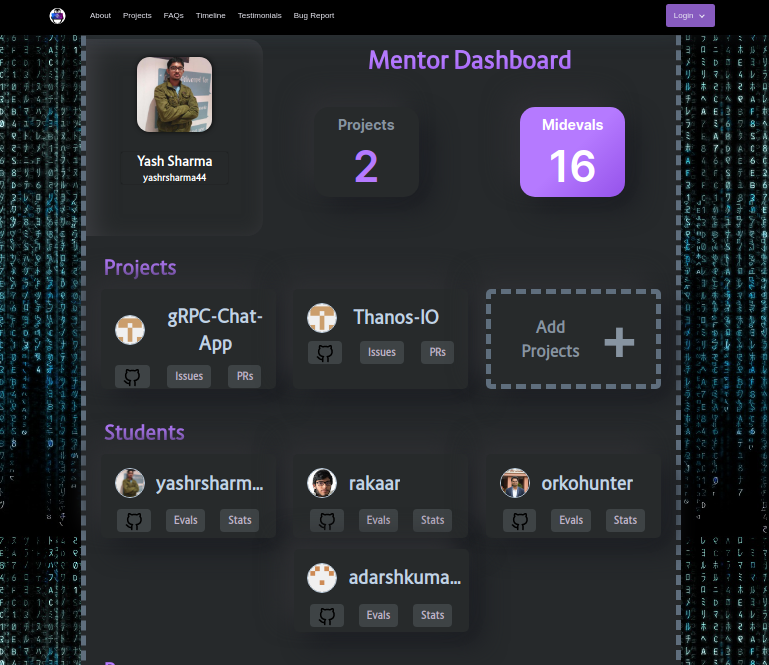 About Projects FAQs Timeline Testimonials Bug Report Login
Mentor Dashboard
Yash Sharma
yashrsharma44
Projects
2
Midevals
16
Projects
gRPC-Chat-
App
Issues PRs
Thanos-IO
Issues PRs
Add
Projects
Students
yashrsharm...
Evals Stats
rakaar
Evals Stats
orkohunter
Evals Stats
adarshkuma...
Evals Stats